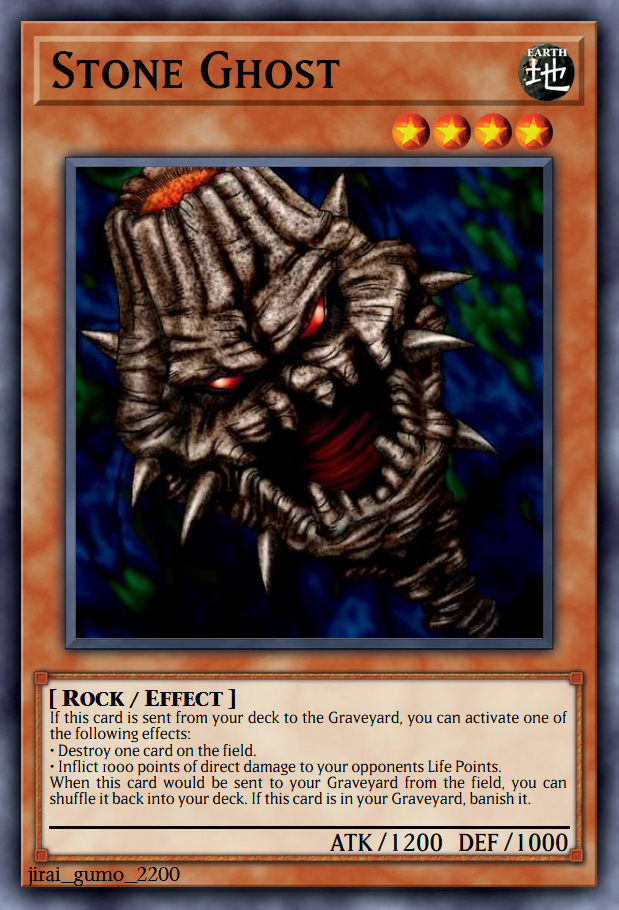 Stone Ghost
EARTH
地
[ Rock / Effect ]
If this card is sent from your deck to the Graveyard, you can activate one of
the following effects:
• Destroy one card on the field.
• Inflict 1000 points of direct damage to your opponents Life Points.
When this card would be sent to your Graveyard from the field, you can
shuffle it back into your deck. If this card is in your Graveyard, banish it.
ATK/1200 DEF/1000
jirai_gumo_2200